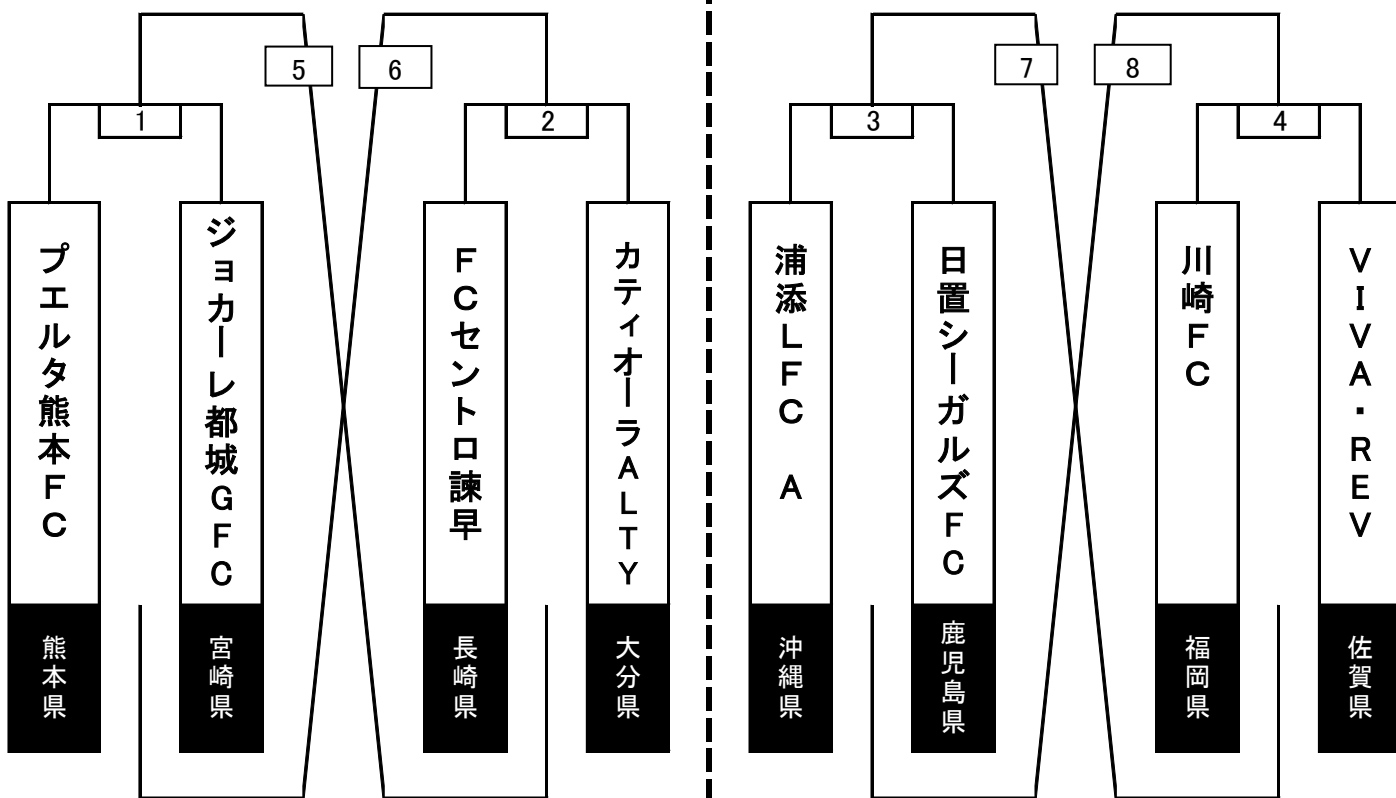 5
6
7
8
1
2
3
4
プエルタ熊本FC
ジョカーレ都城GFC
FCセントロ諫早
カティオーラALTY
浦添LFC A
日置シーガルズFC
川崎FC
VIVA・REV
熊本県
宮崎県
長崎県
大分県
沖縄県
鹿児島県
福岡県
佐賀県